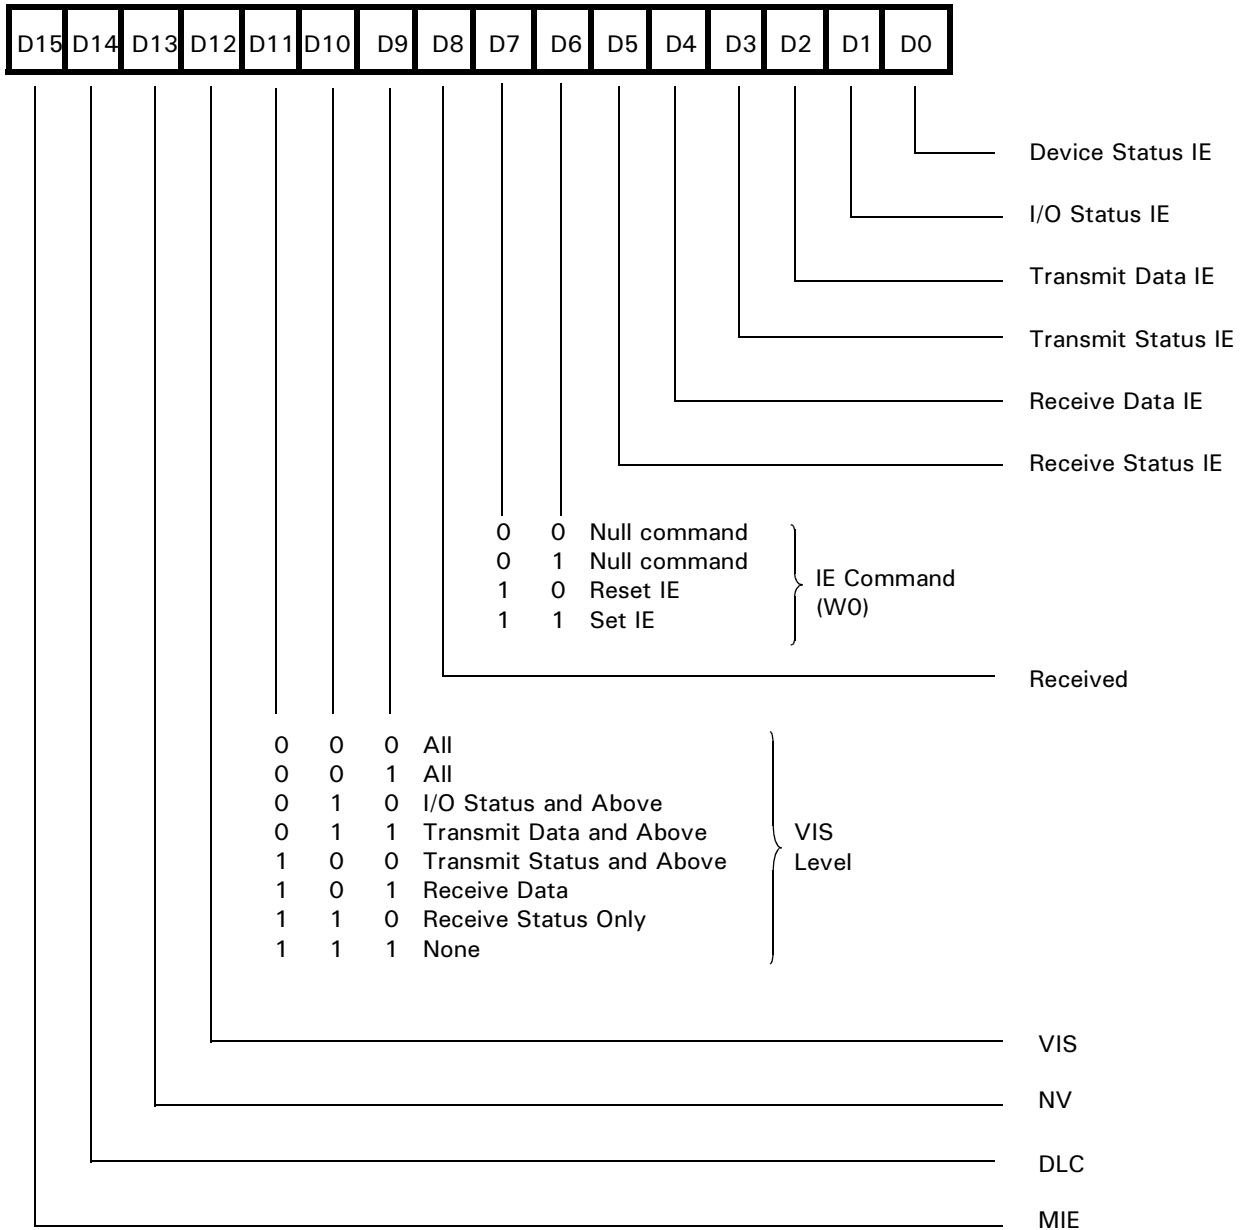 D15 D14 D13 D12 D11 D10 D9 D8 D7 D6 D5 D4 D3 D2 D1 D0
Device Status IE
I/O Status IE
Transmit Data IE
Transmit Status IE
Receive Data IE
Receive Status IE
0 0 Null command
0 1 Null command
1 0 Reset IE
1 1 Set IE
IE Command
(W0)
Received
0 0 0 All
0 0 1 All
0 1 0 I/O Status and Above
0 1 1 Transmit Data and Above
1 0 0 Transmit Status and Above
1 0 1 Receive Data
1 1 0 Receive Status Only
1 1 1 None
VIS
Level
VIS
NV
DLC
MIE